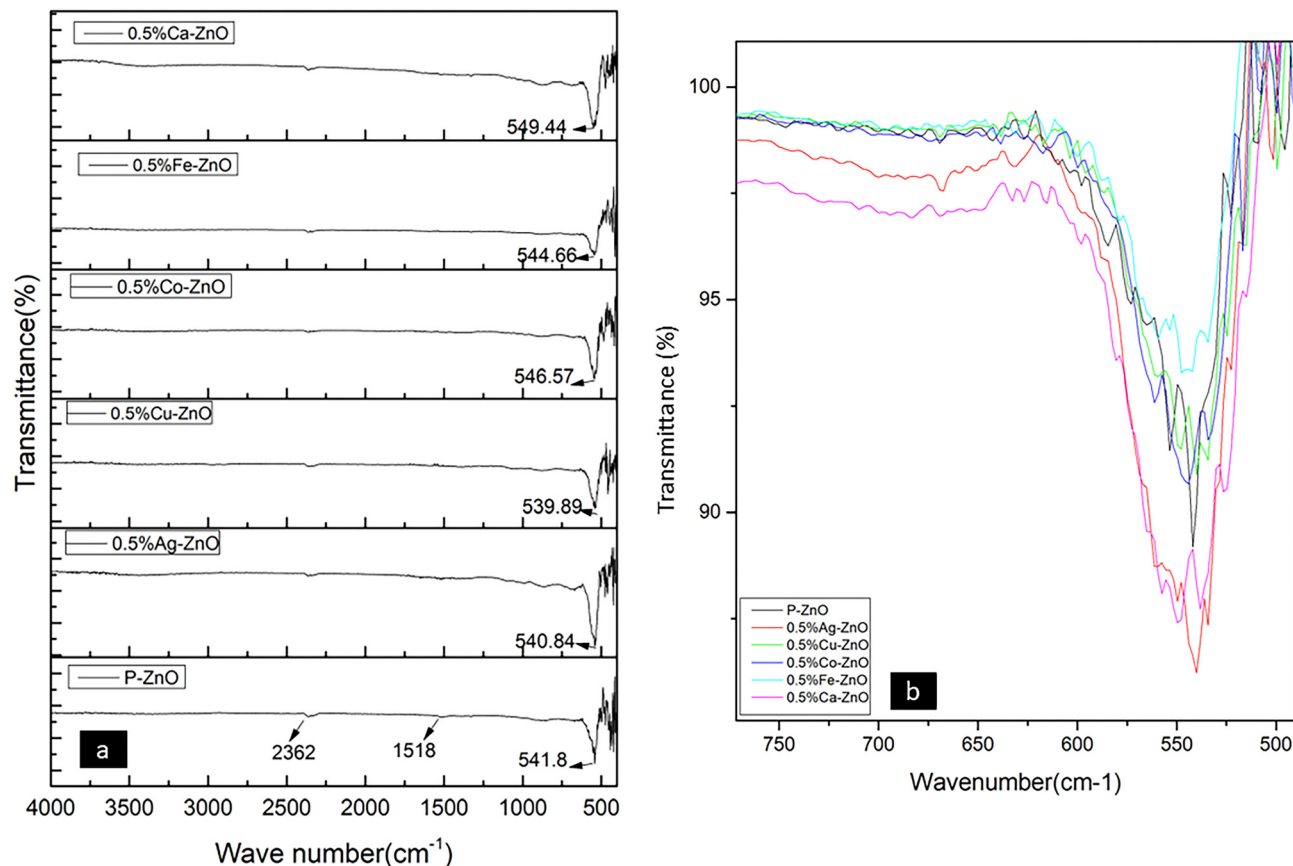 0.5%Ca-ZnO
549.44
0.5%Fe-ZnO
544.66
0.5%Co-ZnO
546.57
0.5%Cu-ZnO
539.89
0.5%Ag-ZnO
540.84
P-ZnO
2362
1518
541.8
a
Transmittance(%)
4000 3500 3000 2500 2000 1500 1000 500
Wave number(cm-1)
100
95
90
Transmittance (%)
P-ZnO
0.5%Ag-ZnO
0.5%Cu-ZnO
0.5%Co-ZnO
0.5%Fe-ZnO
0.5%Ca-ZnO
b
750 700 650 600 550 500
Wavenumber(cm-1)